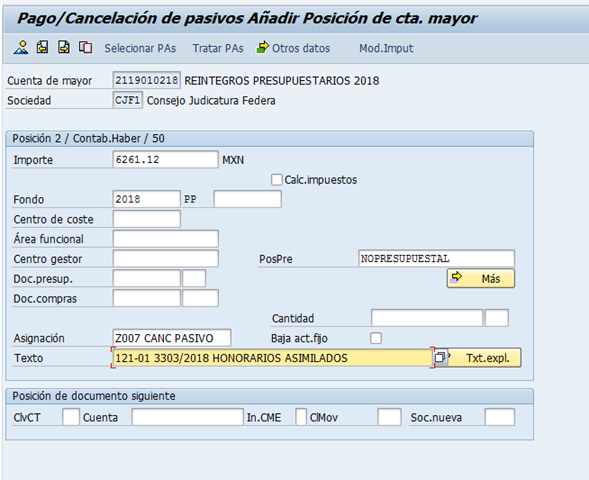 Pago/Cancelación de pasivos Añadir Posición de cta. mayor
Selecionar PAs Tratar PAs Otros datos Mod.Imput
Cuenta de mayor 2119010218 REINTEGROS PRESUPUESTARIOS 2018
Sociedad CJF1 Consejo Judicatura Federa
Posición 2 / Contab.Haber / 50
Importe 6261.12 MXN
Calc.impuestos
Fondo 2018 PP
Centro de coste
Área funcional
Centro gestor PosPre NOPRESUPUESTAL
Doc.presup. Más
Doc.compras
Cantidad
Asignación Z007 CANC PASIVO Baja act.fijo
Texto 121-01 3303/2018 HONORARIOS ASIMILADOS Txt.expl.
Posición de documento siguiente
ClvCT Cuenta In.CME ClMov Soc.nueva